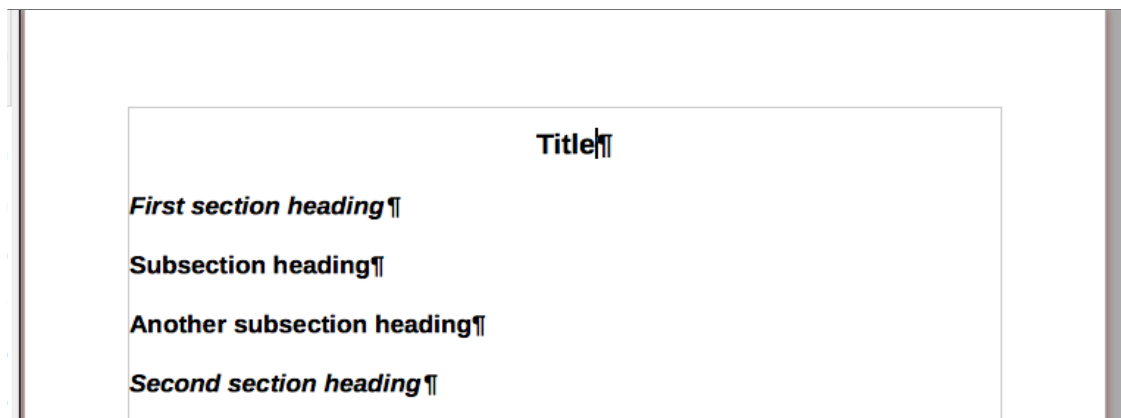 Title¶
First section heading¶
Subsection heading¶
Another subsection heading¶
Second section heading¶